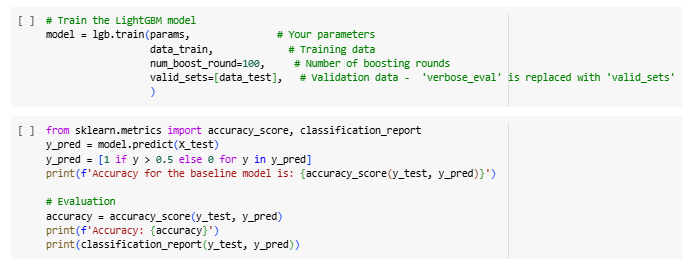 [ ] # Train the LightGBM model
model = lgb.train(params, # Your parameters
data_train, # Training data
num_boost_round=100, # Number of boosting rounds
valid_sets=[data_test], # Validation data - 'verbose_eval' is replaced with 'valid_sets'
)
[ ] from sklearn.metrics import accuracy_score, classification_report
y_pred = model.predict(X_test)
y_pred = [1 if y > 0.5 else 0 for y in y_pred]
print(f'Accuracy for the baseline model is: {accuracy_score(y_test, y_pred)}')
# Evaluation
accuracy = accuracy_score(y_test, y_pred)
print(f'Accuracy: {accuracy}')
print(classification_report(y_test, y_pred))